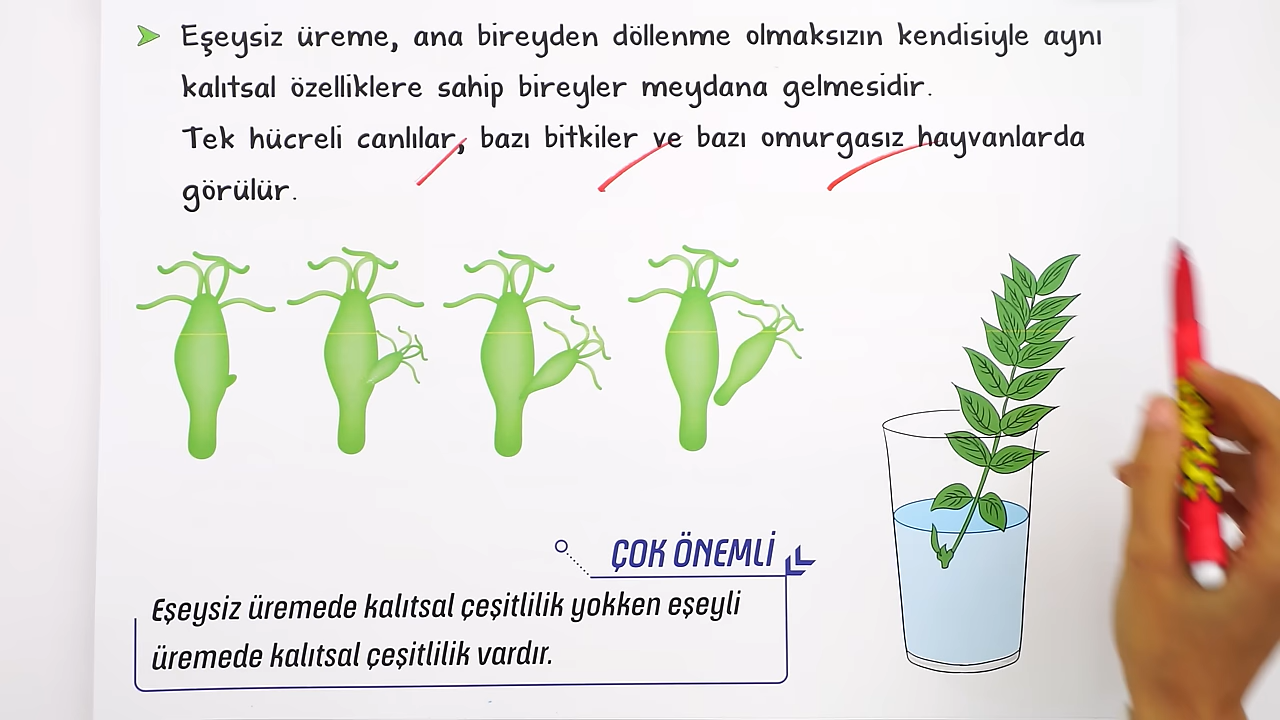 Eşeysiz üreme, ana bireyden döllenme olmaksızın kendisiyle aynı
kalıtsal özelliklere sahip bireyler meydana gelmesidir.
Tek hücreli canlılar, bazı bitkiler ve bazı omurgasız hayvanlarda
görülür.
ÇOK ÖNEMLİ
Eşeysiz üremede kalıtsal çeşitlilik yokken eşeyli
üremede kalıtsal çeşitlilik vardır.